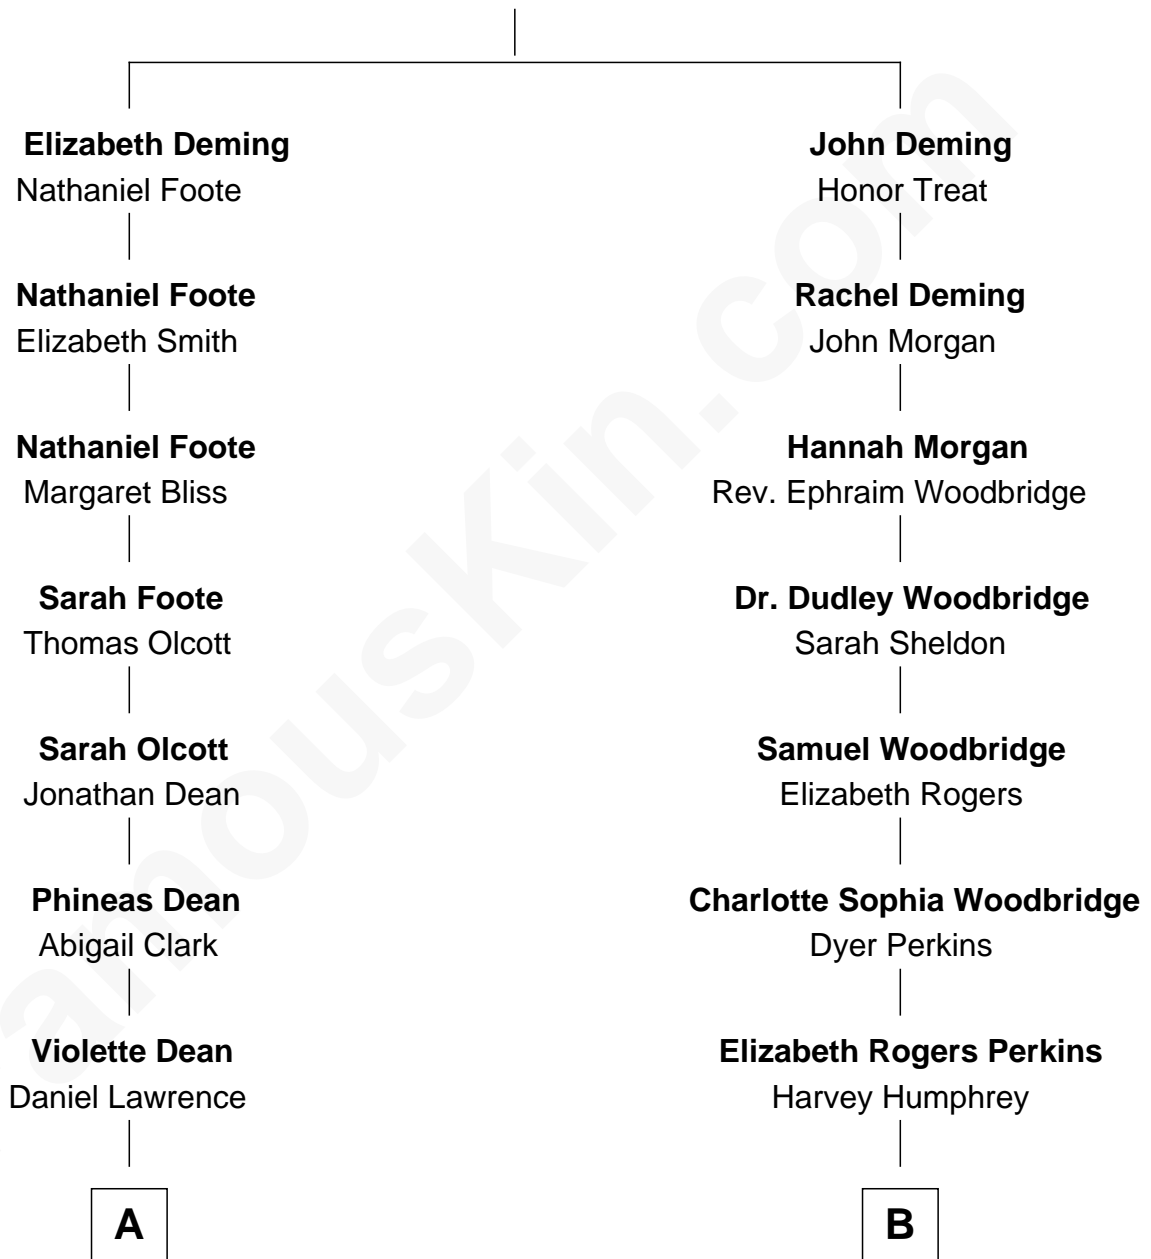 Elizabeth Deming
Nathaniel Foote
Nathaniel Foote
Elizabeth Smith
Nathaniel Foote
Margaret Bliss
Sarah Foote
Thomas Olcott
Sarah Olcott
Jonathan Dean
Phineas Dean
Abigail Clark
Violette Dean
Daniel Lawrence
A
John Deming
Honor Treat
Rachel Deming
John Morgan
Hannah Morgan
Rev. Ephraim Woodbridge
Dr. Dudley Woodbridge
Sarah Sheldon
Samuel Woodbridge
Elizabeth Rogers
Charlotte Sophia Woodbridge
Dyer Perkins
Elizabeth Rogers Perkins
Harvey Humphrey
B
amouskin.com